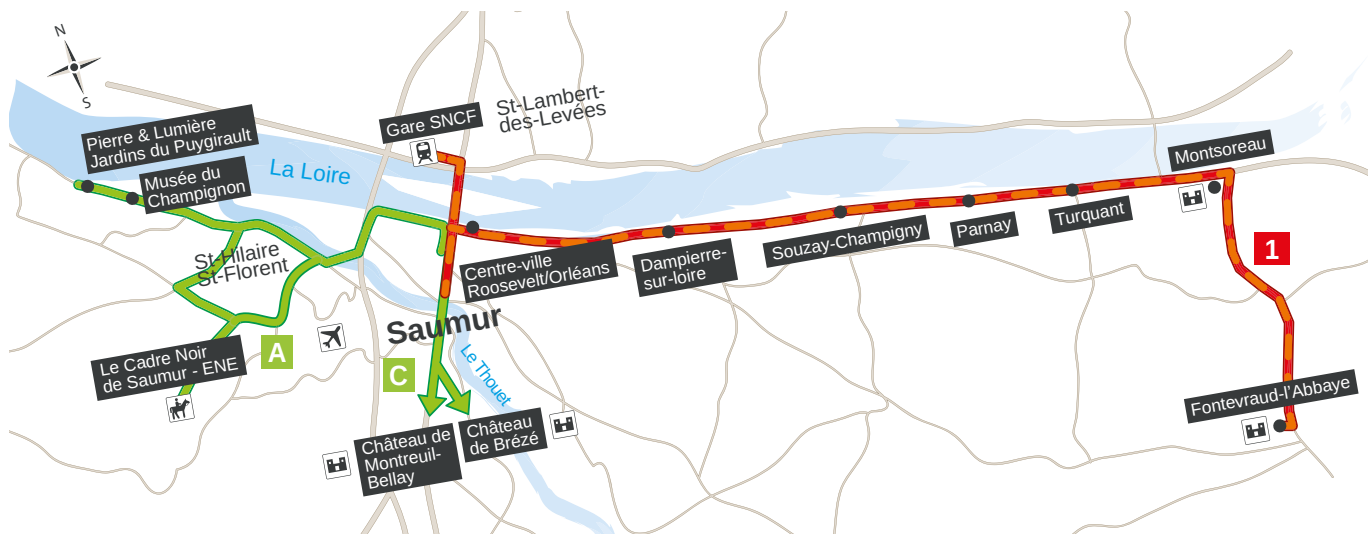 N
S
Pierre & Lumière
Jardins du Puygirault
Musée du
Champignon
La Loire
Gare SNCF
St-Lambert-
des-Levées
Montsoreau
St-Hilaire
St-Florent
Centre-ville
Roosevelt/Orléans
Dampierre-
sur-loire
Souzay-Champigny
Parnay
Turquant
1
Saumur
Le Cadre Noir
de Saumur - ENE
A
C
Le Thouet
Château de
Montreuil-
Bellay
Château
de Brézé
Fontevraud-l'Abbaye